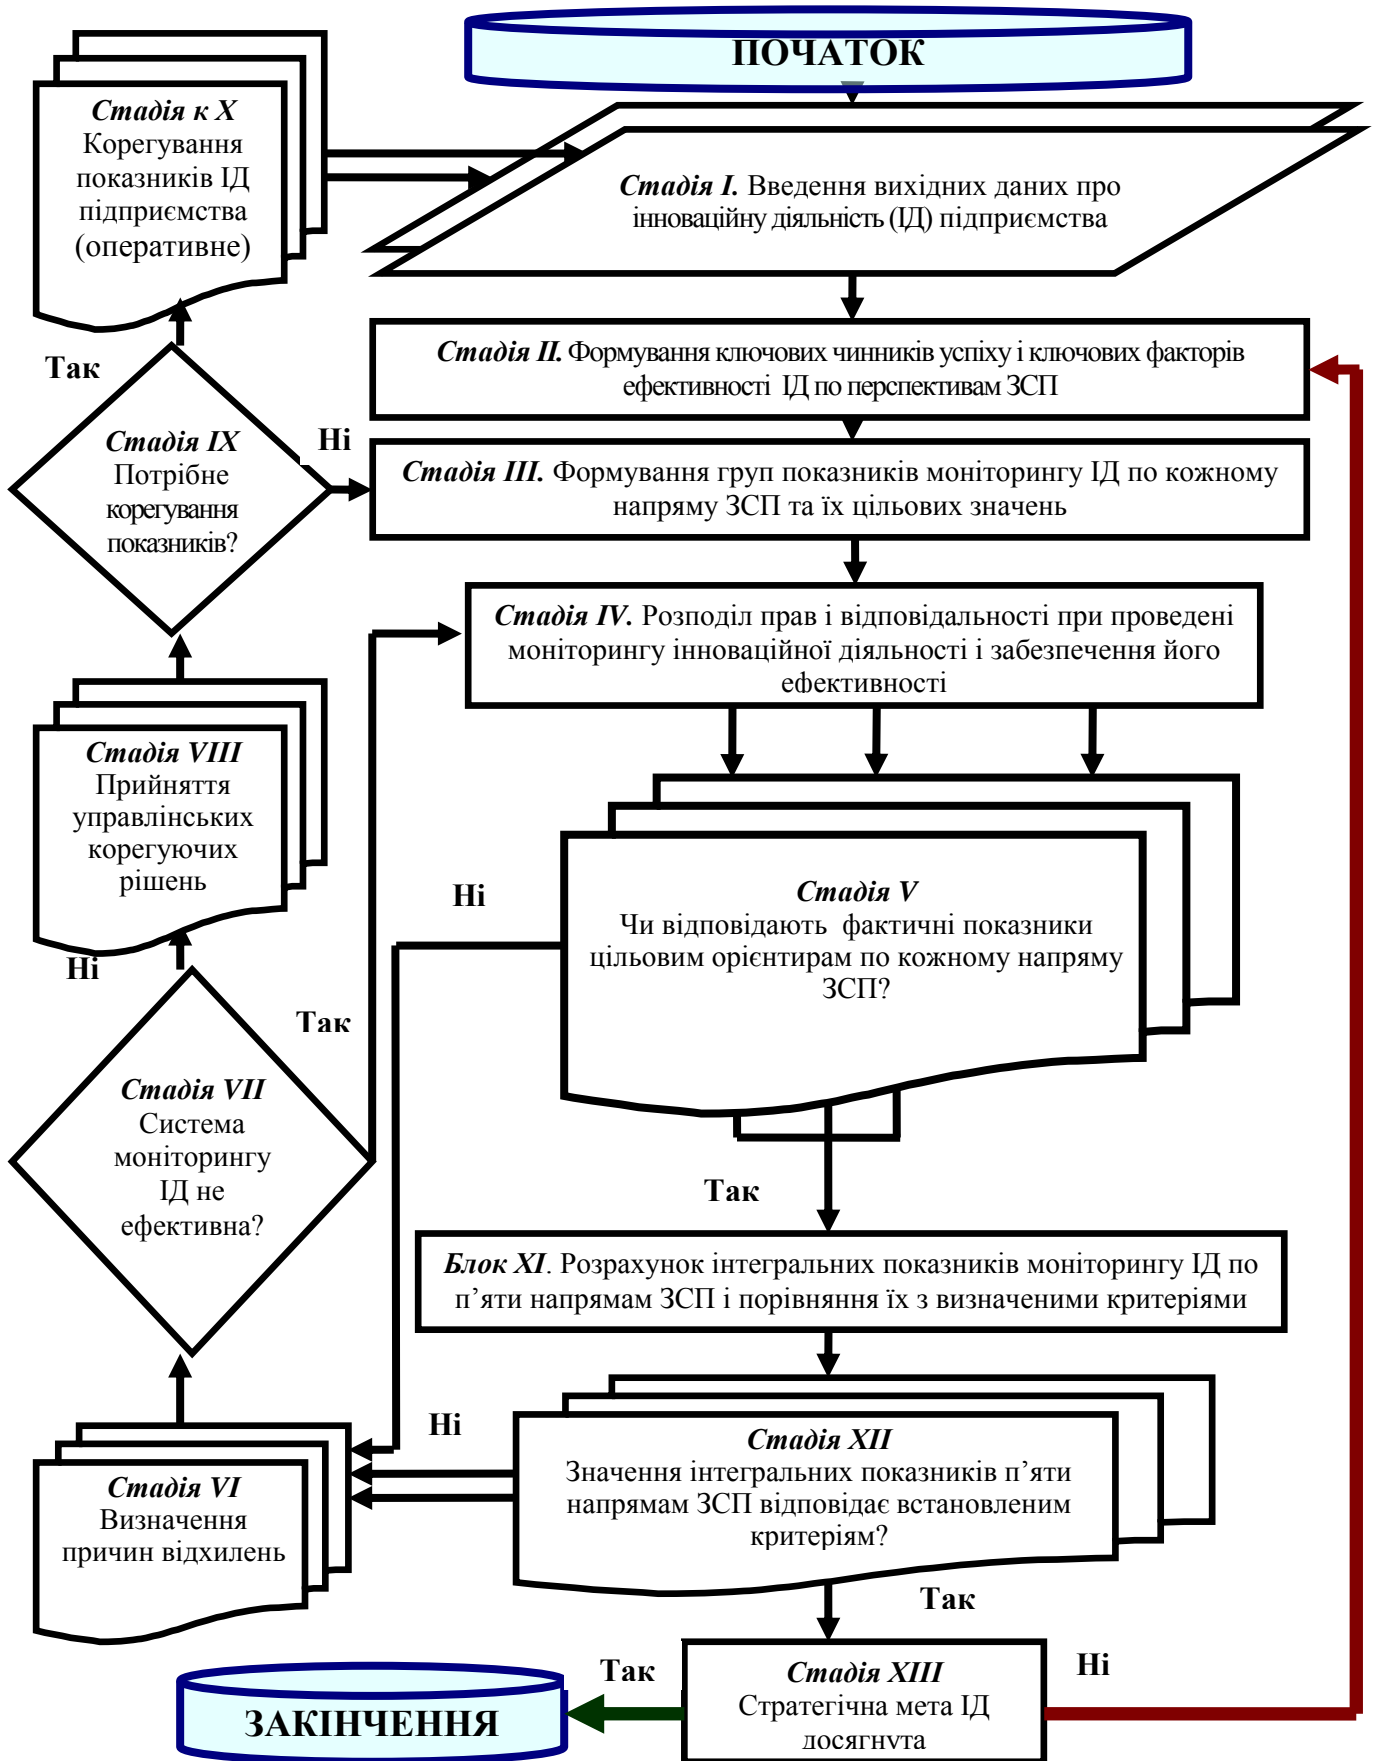 ПОЧАТОК
Стадія к X
Корегування
показників ІД
підприємства
(оперативне)
Стадія I. Введення вихідних даних про
інноваційну діяльність (ІД) підприємства
Стадія II. Формування ключових чинників успіху і ключових факторів
ефективності ІД по перспективам ЗСП
Так
Стадія IX
Потрібне
корегування
показників?
Ні
Стадія III. Формування груп показників моніторингу ІД по кожному
напряму ЗСП та їх цільових значень
Стадія IV. Розподіл прав і відповідальності при проведені
моніторингу інноваційної діяльності і забезпечення його
ефективності
Стадія VIII
Прийняття
управлінських
корегуючих
рішень
Ні
Стадія V
Чи відповідають фактичні показники
цільовим орієнтирам по кожному напряму
ЗСП?
Ні
Так
Стадія VII
Система
моніторингу
ІД не
ефективна?
Так
Блок XI. Розрахунок інтегральних показників моніторингу ІД по
п’яти напрямам ЗСП і порівняння їх з визначеними критеріями
Ні
Стадія XII
Значення інтегральних показників п’яти
напрямам ЗСП відповідає встановленим
критеріям?
Стадія VI
Визначення
причин відхилень
Так
Стадія XIII
Стратегічна мета ІД
досягнута
Так
Ні
ЗАКІНЧЕННЯ